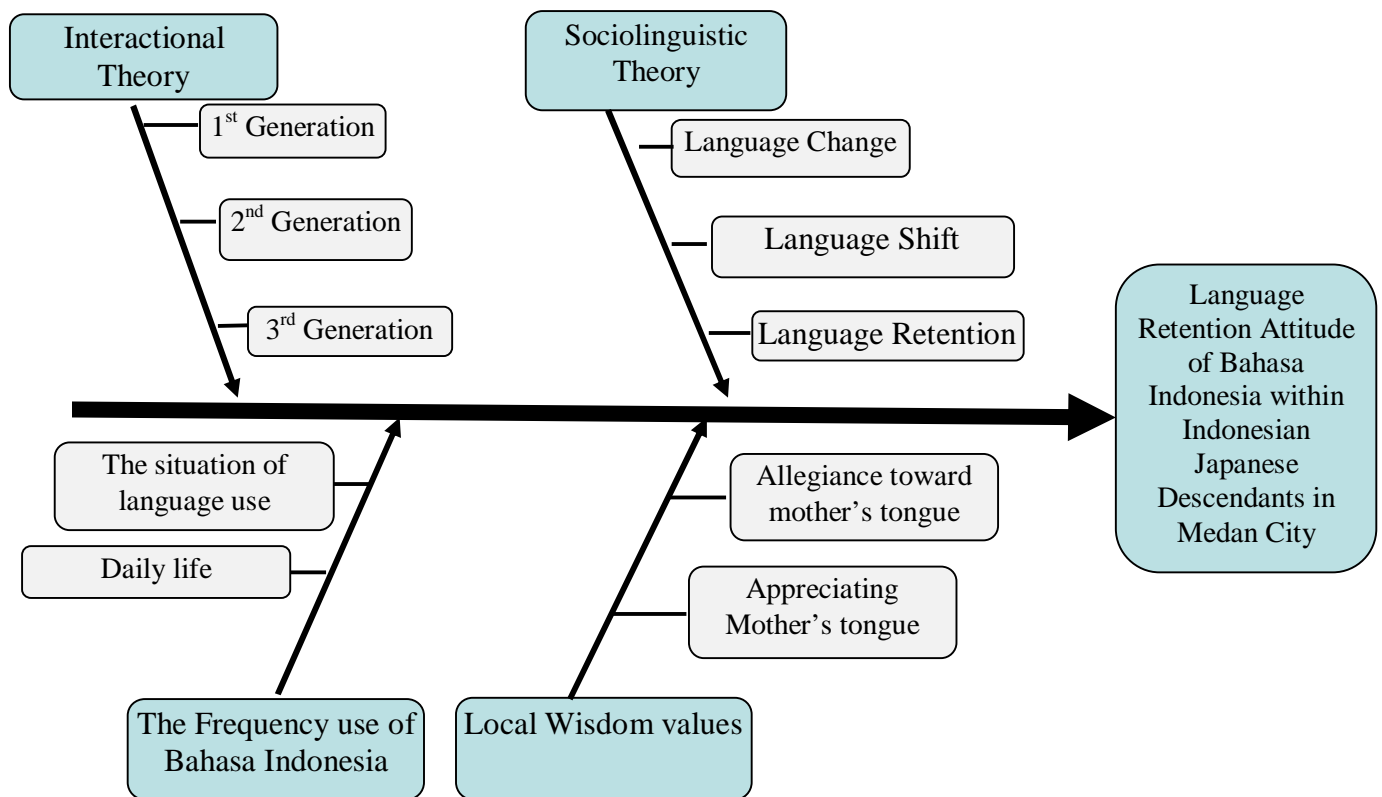 Interactional
Theory
1st Generation
2nd Generation
3rd Generation
Sociolinguistic
Theory
Language Change
Language Shift
Language Retention
The situation of
language use
Daily life
The Frequency use of
Bahasa Indonesia
Allegiance toward
mother’s tongue
Appreciating
Mother’s tongue
Local Wisdom values
Language
Retention Attitude
of Bahasa
Indonesia within
Indonesian
Japanese
Descendants in
Medan City